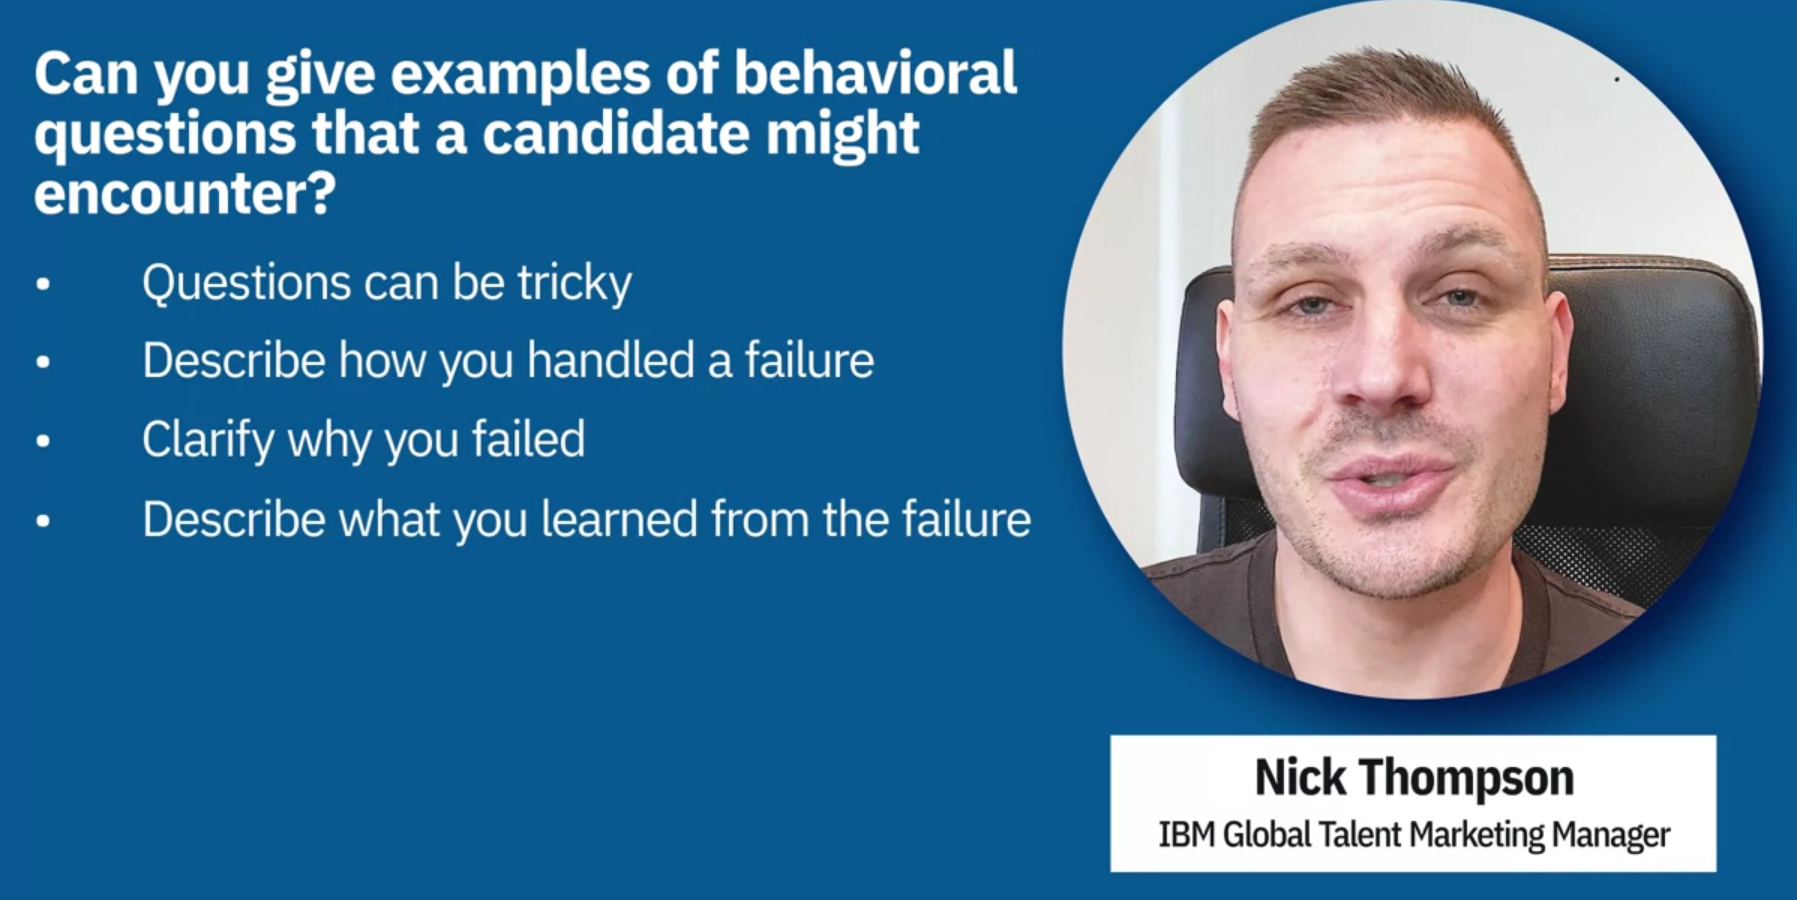 Can you give examples of behavioral
questions that a candidate might
encounter?
• Questions can be tricky
• Describe how you handled a failure
• Clarify why you failed
• Describe what you learned from the failure
Nick Thompson
IBM Global Talent Marketing Manager